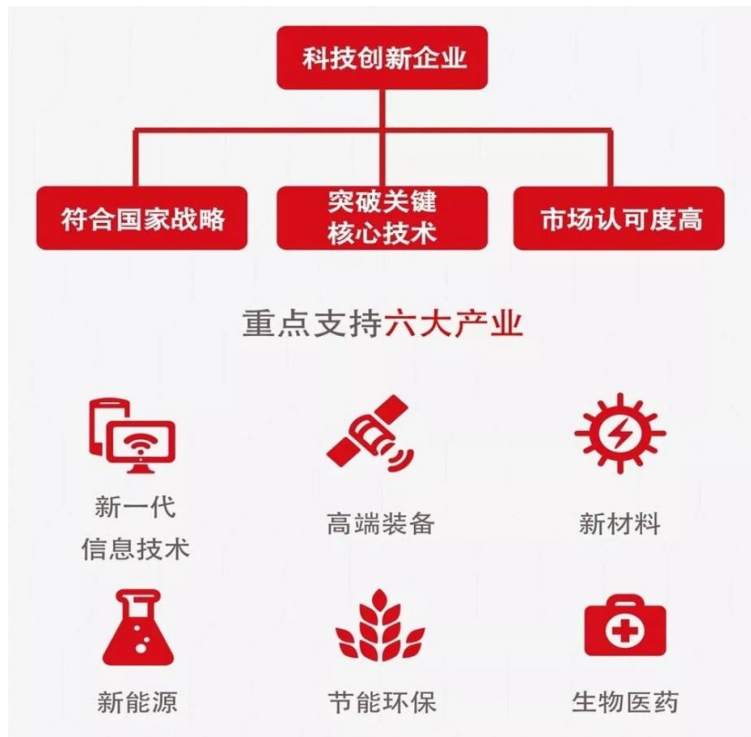 科技创新企业
符合国家战略
突破关键
核心技术
市场认可度高
重点支持六大产业
新一代
信息技术
高端装备
新材料
新能源
节能环保
生物医药